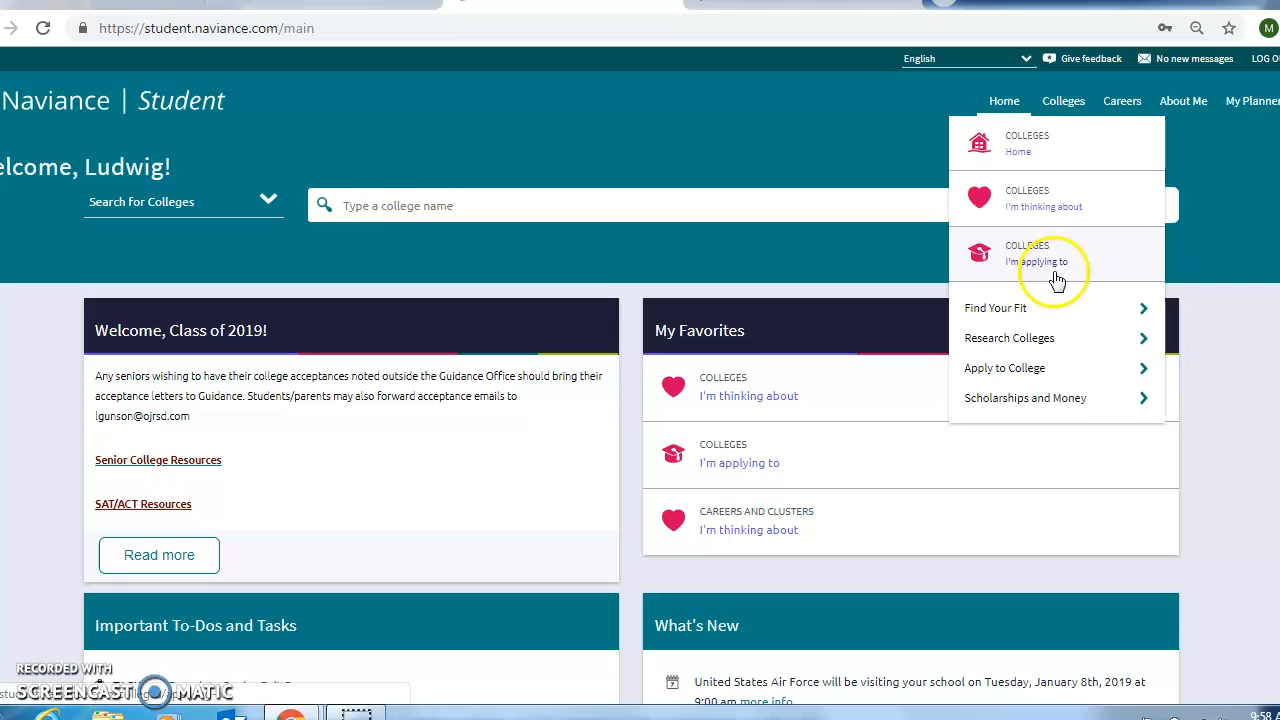 https://student.naviance.com/main
M
English
Give feedback
No new messages
LOG O
Naviance | Student
Home
Colleges
Careers
About Me
My Planner
elcome, Ludwig!
Search for Colleges
Type a college name
COLLEGES
Home
COLLEGES
I'm thinking about
COLLEGES
I'm applying to
Find Your Fit
Research Colleges
Apply to College
Scholarships and Money
Welcome, Class of 2019!
Any seniors wishing to have their college acceptances noted outside the Guidance Office should bring their
acceptance letters to Guidance. Students/parents may also forward acceptance emails to
lgunson@ojrsd.com
Senior College Resources
SAT/ACT Resources
Read more
My Favorites
COLLEGES
I'm thinking about
COLLEGES
I'm applying to
CAREERS AND CLUSTERS
I'm thinking about
Important To-Dos and Tasks
What's New
7
United States Air Force will be visiting your school on Tuesday, January 8th, 2019 at
9:00 am more info
RECORDED WITH
SCREENCAST MATIC
9:58